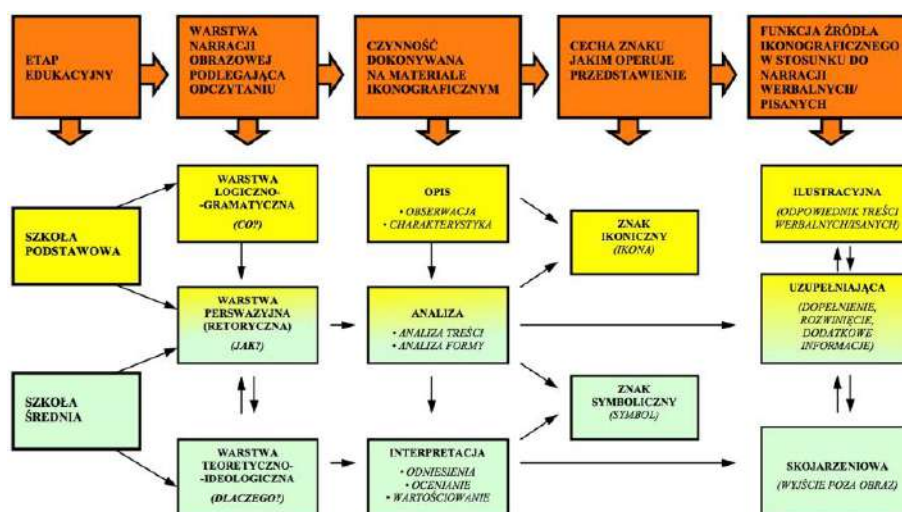 ETAP
EDUKACYJNY
WARSTWA
NARRACJI
OBRAZOWEJ
PODLEGAJĄCA
ODCZYTANIU
CZYNNOŚĆ
DOKONYWANA
NA MATERIALE
IKONOGRAFICZNYM
CECHA ZNAKU
JAKIM OPERUJE
PRZEDSTAWIENIE
FUNKCJA ŹRÓDŁA
IKONOGRAFICZNEGO
W STOSUNKU DO
NARRACJI
WERBALNYCH/
PISANYCH
SZKOŁA
PODSTAWOWA
WARSTWA
LOGICZNO-
-GRAMATYCZNA
(CO?)
OPIS
• OBSERWACJA
• CHARAKTERYSTYKA
ZNAK
IKONICZNY
(IKONA)
ILUSTRACYJNA
(ODPOWIEDNIK TREŚCI
WERBALNYCH/ISANYCH)
WARSTWA
PERSWAZYJNA
(RETORYCZNA)
(JAK?)
ANALIZA
• ANALIZA TREŚCI
• ANALIZA FORMY
UZUPEŁNIAJĄCA
(DOPEŁNIENIE,
ROZWINIĘCIE,
DODATKOWE
INFORMACJE)
SZKOŁA
ŚREDNIA
ZNAK
SYMBOLICZNY
(SYMBOL)
WARSTWA
TEORETYCZNO-
-IDEOLOGICZNA
(DLACZEGO?)
INTERPRETACJA
• ODNIESIENIA
• OCENIANIE
• WARTOŚCIOWANIE
SKOJARZENIOWA
(WYJŚCIE POZA OBRAZ)